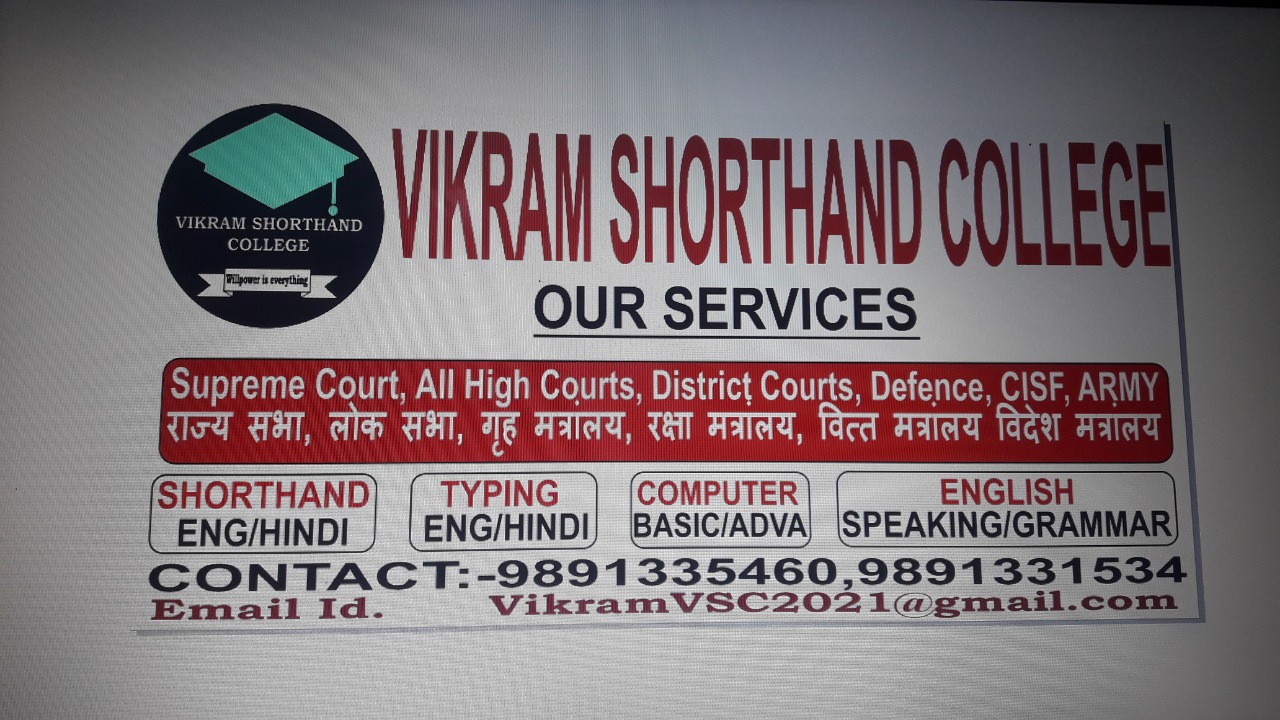 VIKRAM SHORTHAND
COLLEGE
Willpower is everything
VIKRAM SHORTHAND COLLEGE
OUR SERVICES
Supreme Court, All High Courts, District Courts, Defence, CISF, ARMY
राज्य सभा, लोक सभा, गृह मत्रांलय, रक्षा मत्रालय, वित्त मत्रांलय विदेश मत्रांलय
SHORTHAND
ENG/HINDI
TYPING
ENG/HINDI
COMPUTER
BASIC/ADVA
ENGLISH
SPEAKING/GRAMMAR
CONTACT:-9891335460,9891331534
Email Id. VikramVSC2021@gmail.com